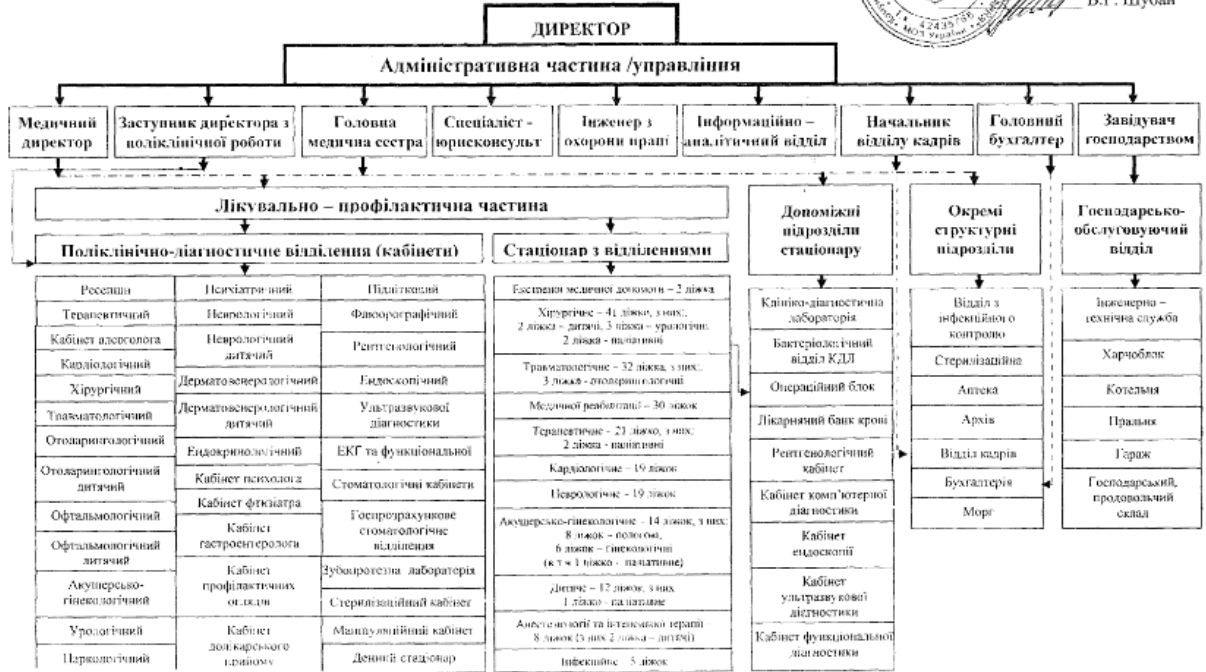 В.Г. Шубан
42435788
МОЗ України
ДИРЕКТОР
Адміністративна частина /управління
Медичний
директор
Заступник директора з
поліклінічної роботи
Головна
медична сестра
Спеціаліст -
юрисконсульт
Інженер з
охорони праці
Інформаційно –
аналітичний відділ
Начальник
відділу кадрів
Головний
бухгалтер
Завідувач
господарством
Лікувально – профілактична частина
Поліклінічно-діагностичне відділення (кабінети)
Стаціонар з відділеннями
Допоміжні
підрозділи
стаціонару
Окремі
структурні
підрозділи
Господарсько-
обслуговуючий
відділ
Ресепшн
Терапевтичний
Кабінет алерголога
Кардіологічний
Хірургічний
Травматологічний
Отоларингологічний
Отоларингологічний
дитячий
Офтальмологічний
Офтальмологічний
дитячий
Акушерсько-
гінекологічний
Урологічний
Наркологічний
Психіатричний
Неврологічний
Неврологічний
дитячий
Дерматовенерологічний
Дерматовенерологічний
дитячий
Ендокринологічний
Кабінет психолога
Кабінет фтизіатра
Кабінет
гастроентеролога
Кабінет
профілактичних
оглядів
Кабінет
долікарського
прийому
Підлітковий
Флюорографічний
Рентгенологічний
Ендоскопічний
Ультразвукової
діагностики
ЕКГ та функціональної
Стоматологічні кабінети
Госпрозрахункове
стоматологічне
відділення
Зубопротезна лабораторія
Стерилізаційний кабінет
Маніпуляційний кабінет
Денний стаціонар
Екстреної медичної допомоги – 2 ліжка
Хірургічне – 41 ліжко, з них:
2 ліжка – дитячі, 3 ліжка – урологічні
2 ліжка - паліативні
Травматологічне – 32 ліжка, з них:
3 ліжка - отоларингологічні
Медичної реабілітації – 30 ліжок
Терапевтичне – 21 ліжко, з них:
2 ліжка - паліативні
Кардіологічне – 19 ліжок
Неврологічне – 19 ліжок
Акушерсько-гінекологічне - 14 ліжок, з них:
8 ліжок – пологові,
6 ліжок – гінекологічні
(в т ч 1 ліжко - паліативне)
Дитяче – 12 ліжок, з них
1 ліжко - паліативне
Анестезіології та інтенсивної терапії
8 ліжок (з них 2 ліжка – дитячі)
Інфекційне – 5 ліжок
Клініко-діагностична
лабораторія
Бактеріологічний
відділ КДЛ
Операційний блок
Лікарняний банк крові
Рентгенологічний
кабінет
Кабінет комп’ютерної
діагностики
Кабінет
ендоскопії
Кабінет
ультразвукової
діагностики
Кабінет функціональної
діагностики
Відділ з
інфекційного
контролю
Стерилізаційна
Аптека
Архів
Відділ кадрів
Бухгалтерія
Морг
Інженерно –
технічна служба
Харчоблок
Котельня
Пральня
Гараж
Господарський,
продовольчий
склад